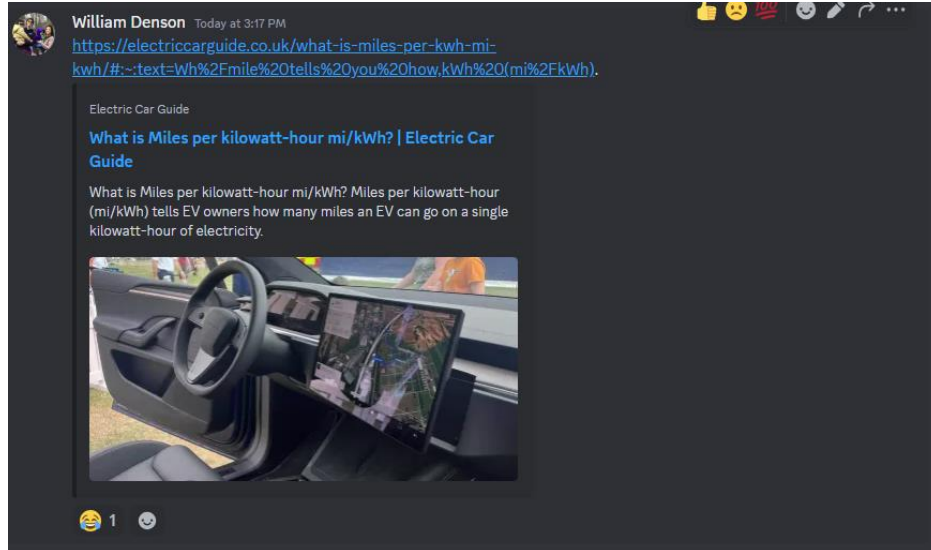 William Denson Today at 3:17 PM
https://electriccarguide.co.uk/what-is-miles-per-kwh-mi-
kwh/#:~:text=Wh%2Fmile%20tells%20you%20how,kWh%20(mi%2FkWh).
Electric Car Guide
What is Miles per kilowatt-hour mi/kWh? | Electric Car
Guide
What is Miles per kilowatt-hour mi/kWh? Miles per kilowatt-hour
(mi/kWh) tells EV owners how many miles an EV can go on a single
kilowatt-hour of electricity.
1